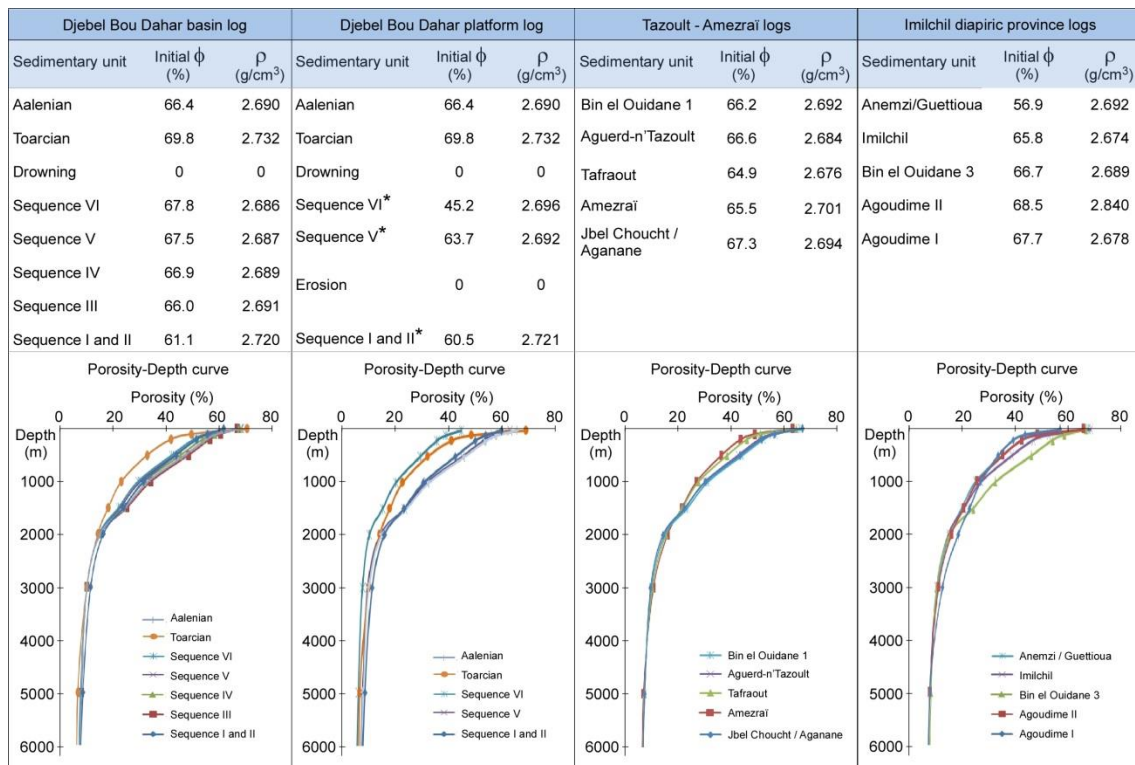 Djebel Bou Dahar basin log
Sedimentary unit Initial ϕ (%) ρ (g/cm³)
Aalenian 66.4 2.690
Toarcian 69.8 2.732
Drowning 0 0
Sequence VI 67.8 2.686
Sequence V 67.5 2.687
Sequence IV 66.9 2.689
Sequence III 66.0 2.691
Sequence I and II 61.1 2.720
Djebel Bou Dahar platform log
Sedimentary unit Initial ϕ (%) ρ (g/cm³)
Aalenian 66.4 2.690
Toarcian 69.8 2.732
Drowning 0 0
Sequence VI* 45.2 2.696
Sequence V* 63.7 2.692
Erosion 0 0
Sequence I and II* 60.5 2.721
Tazoult - Amezraï logs
Sedimentary unit Initial ϕ (%) ρ (g/cm³)
Bin el Ouidane 1 66.2 2.692
Aguerd-n’Tazoult 66.6 2.684
Tafraout 64.9 2.676
Amezraï 65.5 2.701
Jbel Choucht / Aganane 67.3 2.694
Imilchil diapiric province logs
Sedimentary unit Initial ϕ (%) ρ (g/cm³)
Anemzi/Guettioua 56.9 2.692
Imilchil 65.8 2.674
Bin el Ouidane 3 66.7 2.689
Agoudime II 68.5 2.840
Agoudime I 67.7 2.678
Porosity-Depth curve
Porosity (%)
0 20 40 60 80
Depth (m)
1000
2000
3000
4000
5000
6000
Aalenian
Toarcian
Sequence VI
Sequence V
Sequence IV
Sequence III
Sequence I and II
Porosity-Depth curve
Porosity (%)
0 20 40 60 80
Depth (m)
1000
2000
3000
4000
5000
6000
Aalenian
Toarcian
Sequence VI
Sequence V
Sequence I and II
Porosity-Depth curve
Porosity (%)
0 20 40 60 80
Depth (m)
1000
2000
3000
4000
5000
6000
Bin el Ouidane 1
Aguerd-n’Tazoult
Tafraout
Amezraï
Jbel Choucht / Aganane
Porosity-Depth curve
Porosity (%)
0 20 40 60 80
Depth (m)
1000
2000
3000
4000
5000
6000
Anemzi / Guettioua
Imilchil
Bin el Ouidane 3
Agoudime II
Agoudime I